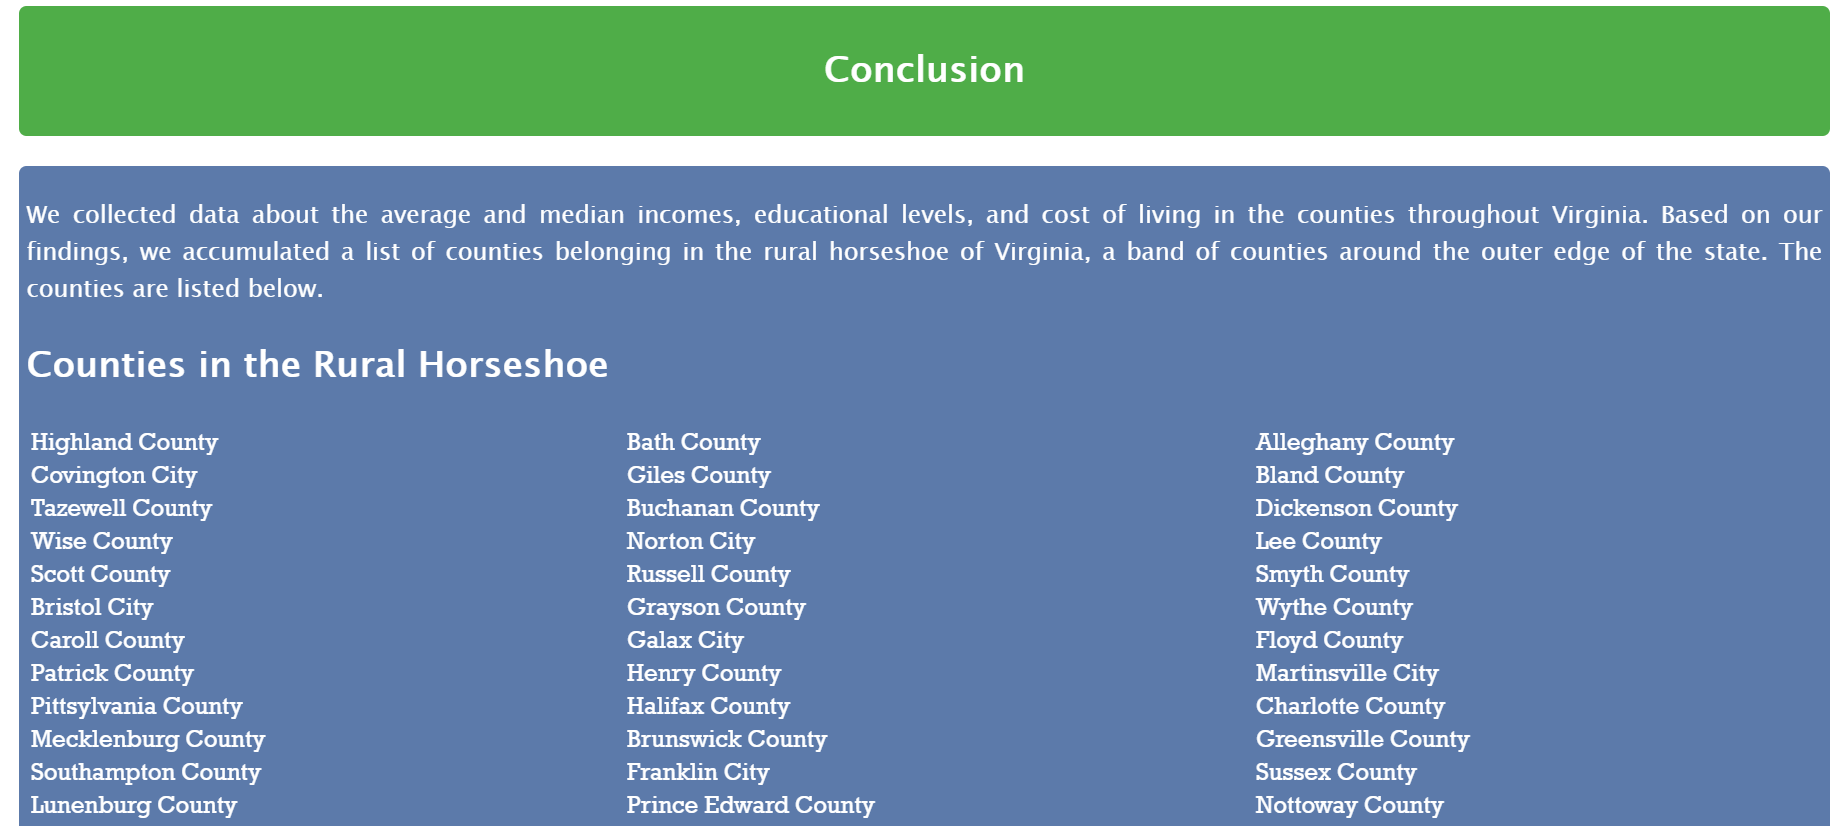 Conclusion
We collected data about the average and median incomes, educational levels, and cost of living in the counties throughout Virginia. Based on our
findings, we accumulated a list of counties belonging in the rural horseshoe of Virginia, a band of counties around the outer edge of the state. The
counties are listed below.
Counties in the Rural Horseshoe
Highland County Bath County Alleghany County
Covington City Giles County Bland County
Tazewell County Buchanan County Dickenson County
Wise County Norton City Lee County
Scott County Russell County Smyth County
Bristol City Grayson County Wythe County
Caroll County Galax City Floyd County
Patrick County Henry County Martinsville City
Pittsylvania County Halifax County Charlotte County
Mecklenburg County Brunswick County Greensville County
Southampton County Franklin City Sussex County
Lunenburg County Prince Edward County Nottoway County